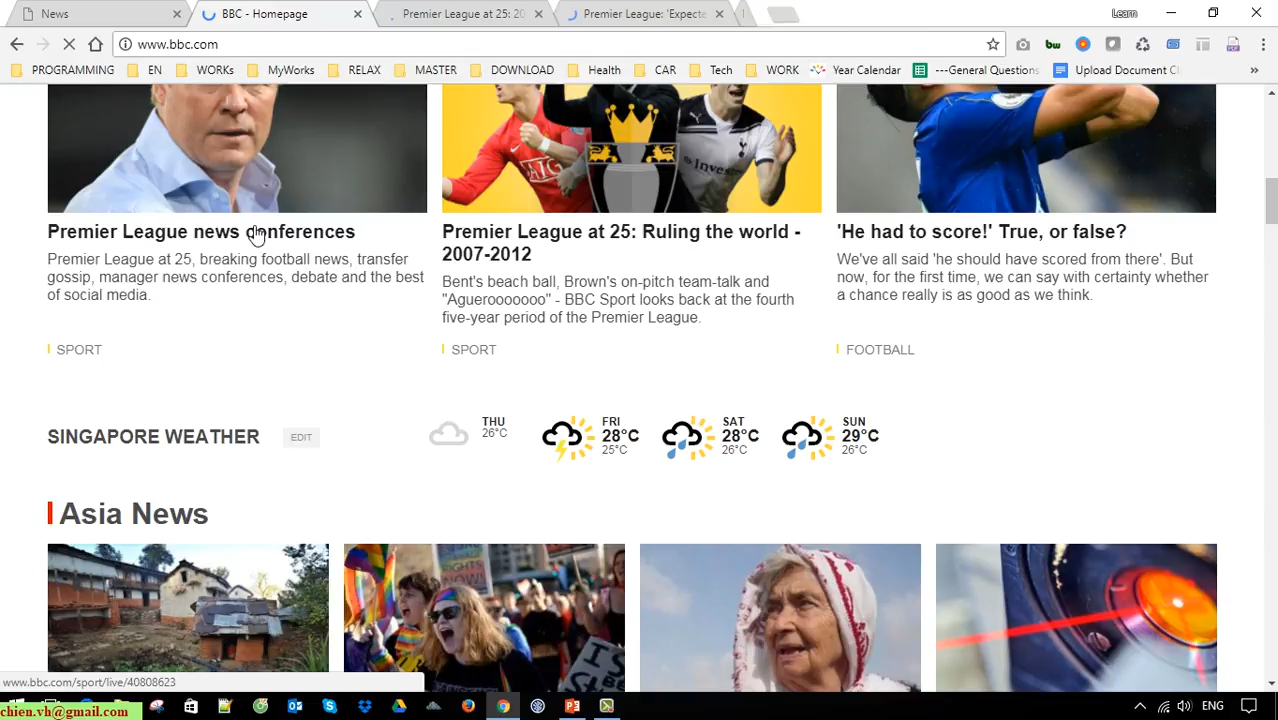 News
BBC - Homepage
Premier League at 25: 20
Premier League: 'Expecte
Learn
www.bbc.com
PROGRAMMING
EN
WORKs
MyWorks
RELAX
MASTER
DOWNLOAD
Health
CAR
Tech
WORK
Year Calendar
---General Questions
Upload Document Cl
Premier League news conferences
Premier League at 25, breaking football news, transfer
gossip, manager news conferences, debate and the best
of social media.
SPORT
Premier League at 25: Ruling the world -
2007-2012
Bent's beach ball, Brown's on-pitch team-talk and
"Aguerooooooo" - BBC Sport looks back at the fourth
five-year period of the Premier League.
SPORT
'He had to score!' True, or false?
We've all said 'he should have scored from there'. But
now, for the first time, we can say with certainty whether
a chance really is as good as we think.
FOOTBALL
SINGAPORE WEATHER
EDIT
THU
26°C
FRI
28°C
25°C
SAT
28°C
26°C
SUN
29°C
26°C
Asia News
www.bbc.com/sport/live/40808623
ENG
chien.vh@gmail.com